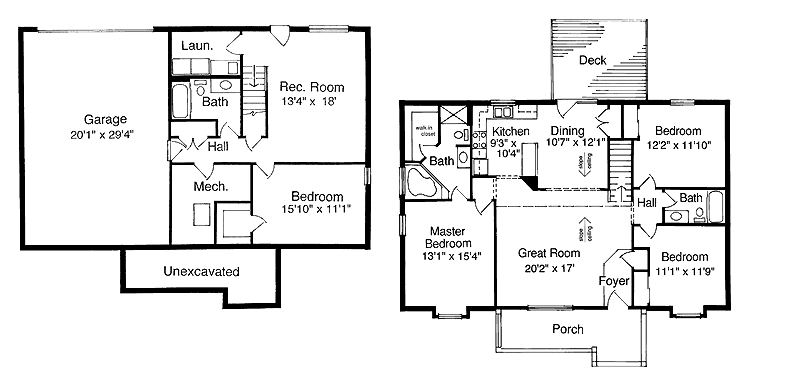 Laun.
Bath
Rec. Room
13'4" x 18'
Garage
20'1" x 29'4"
Hall
Mech.
Bedroom
15'10" x 11'1"
Unexcavated
Deck
walk in
closet
Kitchen
9'3" x
10'4"
Dining
10'7" x 12'1"
slope
ceiling
Bedroom
12'2" x 11'10"
Bath
Hall
Bath
Master
Bedroom
13'1" x 15'4"
slope
ceiling
Great Room
20'2" x 17'
Foyer
Bedroom
11'1" x 11'9"
Porch